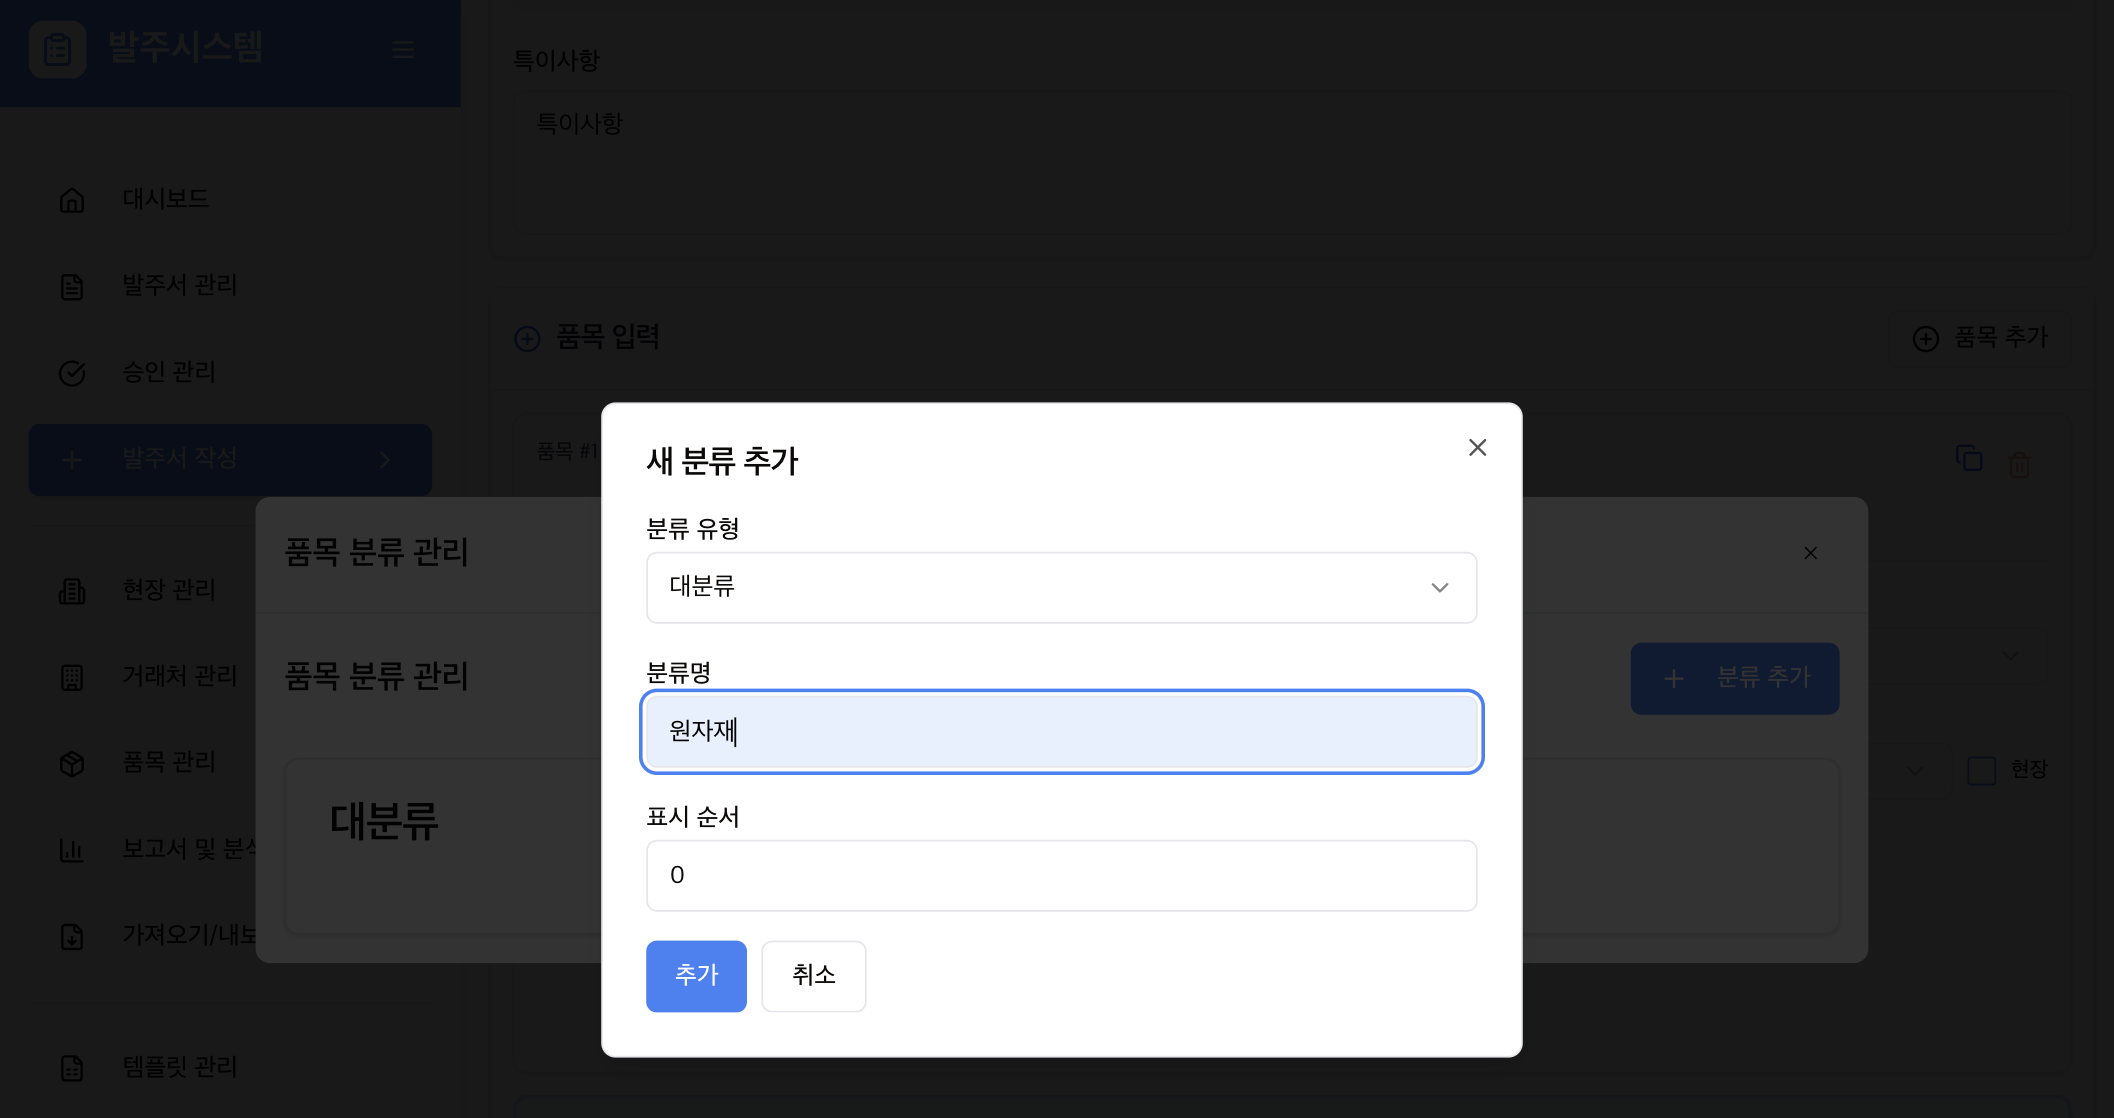 발주시스템
대시보드
발주서 관리
승인 관리
발주서 작성
현장 관리
거래처 관리
품목 관리
보고서 및 분석
가져오기/내보
템플릿 관리
특이사항
특이사항
품목 입력
품목 추가
품목 #1
현장
품목 분류 관리
품목 분류 관리
분류 추가
대분류
새 분류 추가
분류 유형
대분류
분류명
원자재
표시 순서
0
추가
취소